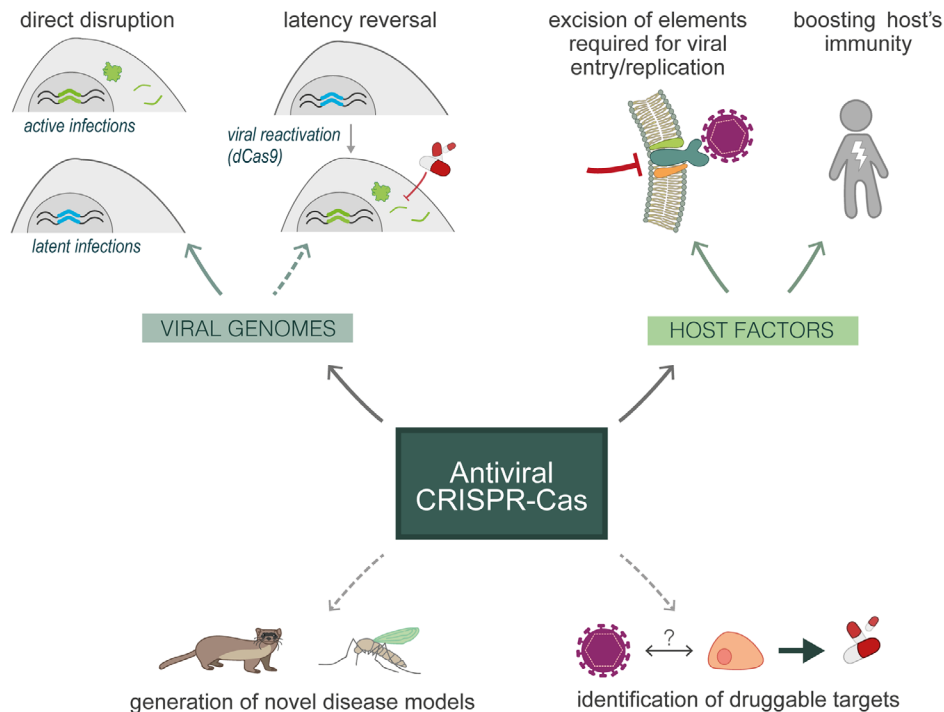 direct disruption
active infections
latent infections
latency reversal
viral reactivation
(dCas9)
excision of elements
required for viral
entry/replication
boosting host's
immunity
VIRAL GENOMES
HOST FACTORS
Antiviral
CRISPR-Cas
generation of novel disease models
?
identification of druggable targets